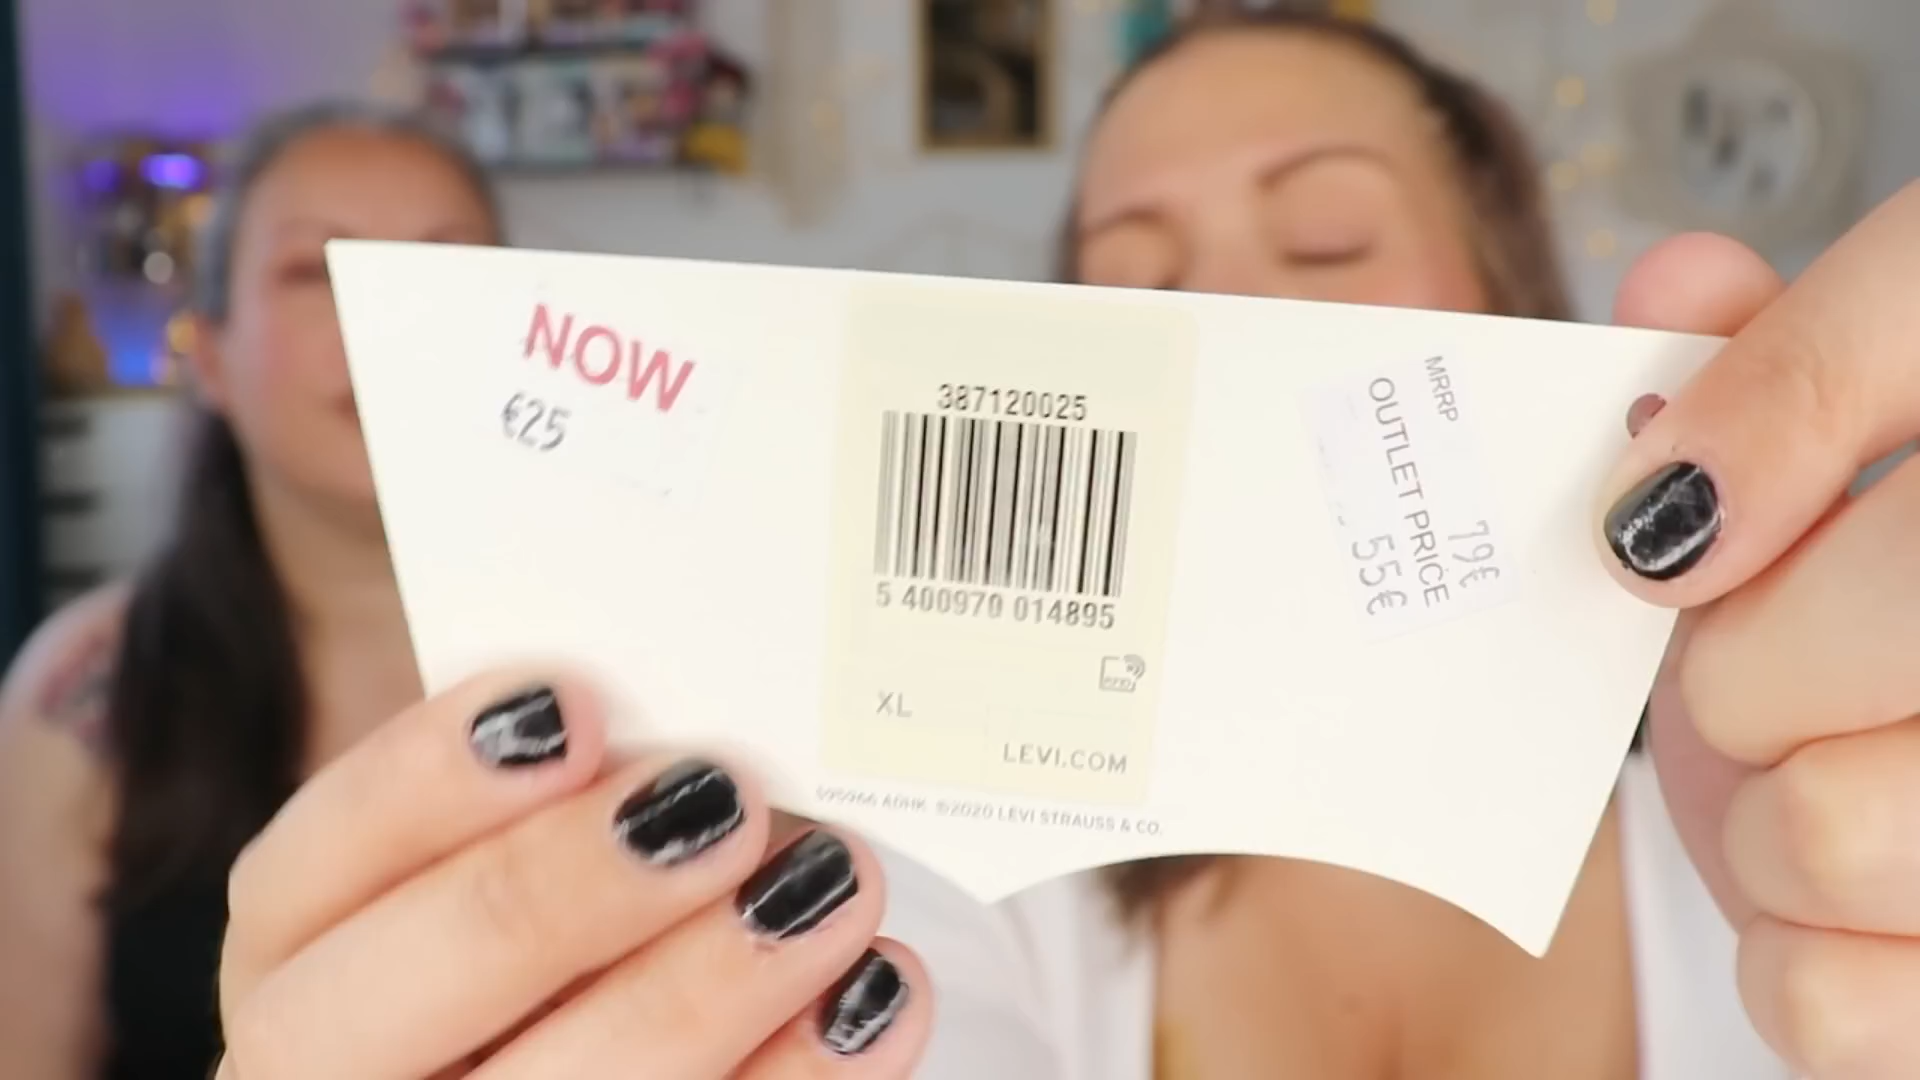 NOW
€25
387120025
5 400970 014895
XL
LEVI.COM
©2020 LEVI STRAUSS & CO.
MRRP 79€
OUTLET PRICE
55€